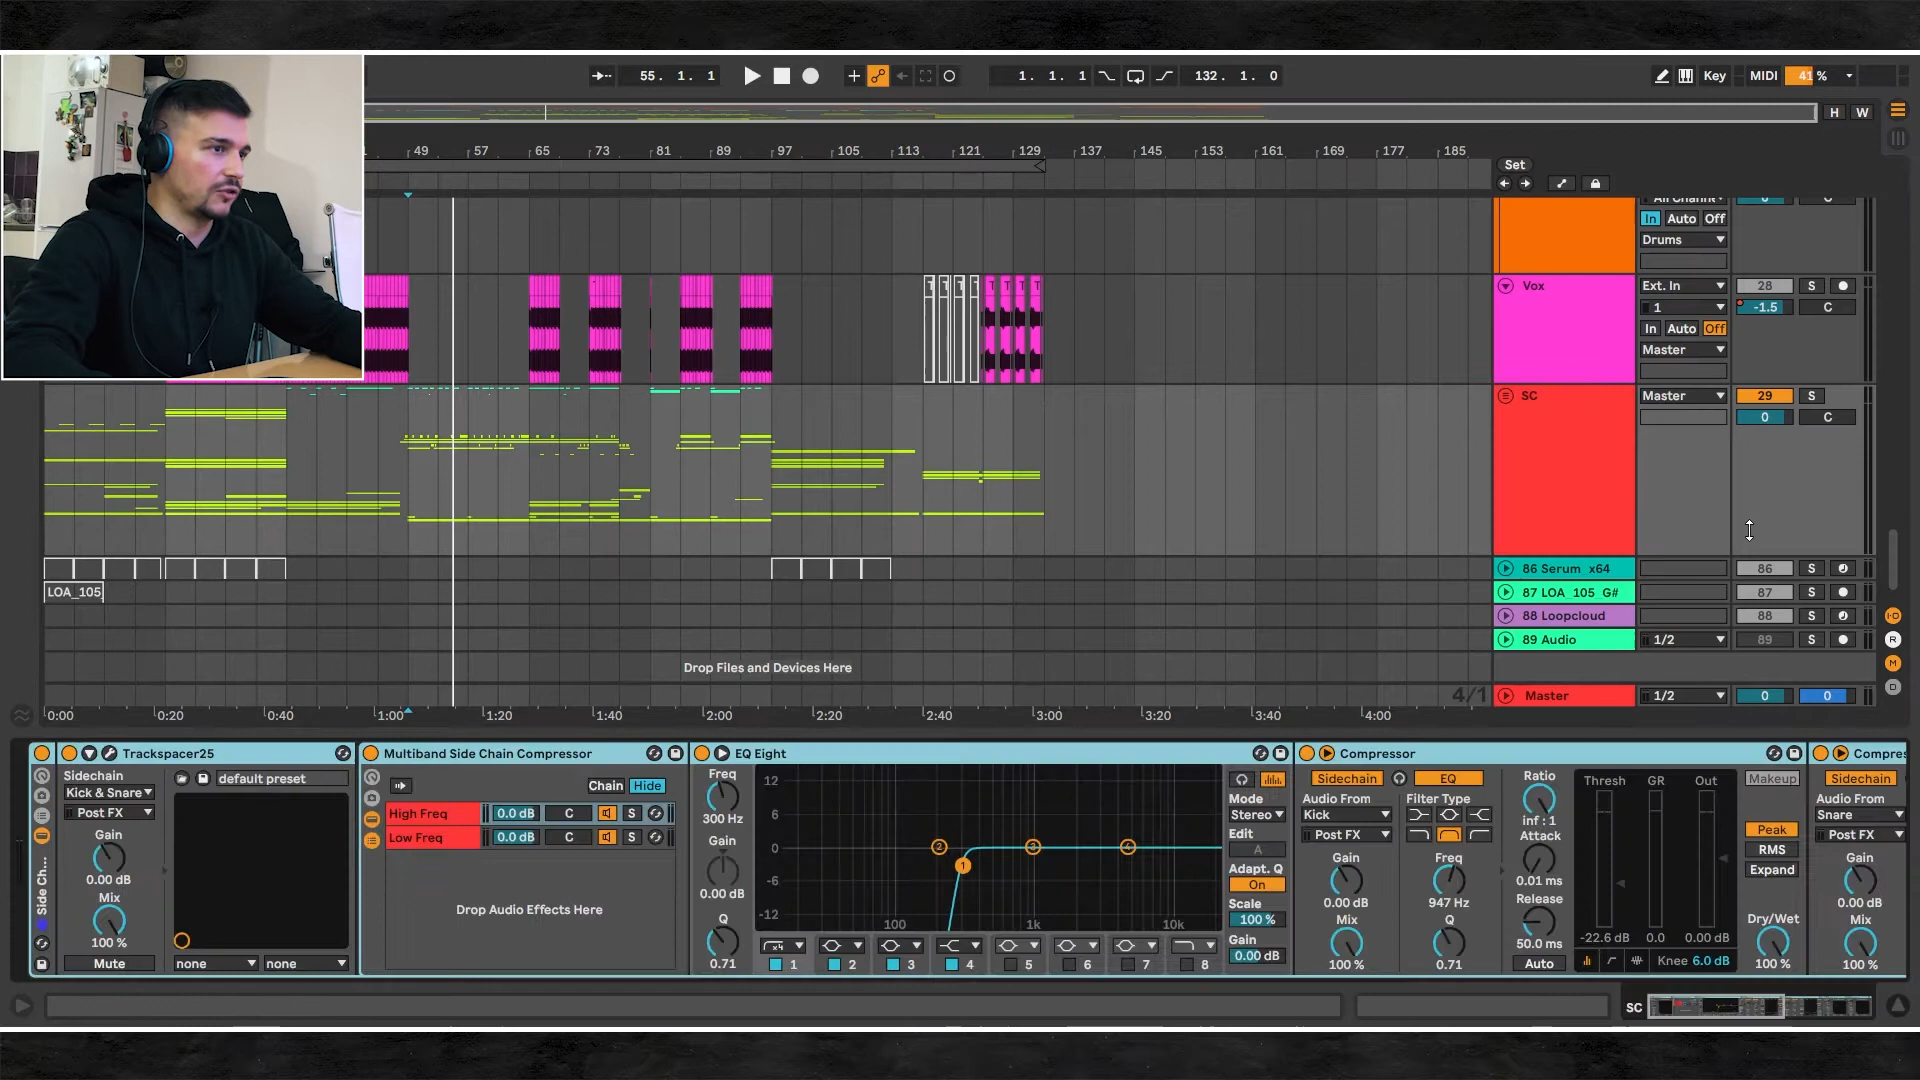 55. 1. 1
1. 1. 1
132. 1. 0
Key
MIDI
41 %
H
W
49 57 65 73 81 89 97 105 113 121 129 137 145 153 161 169 177 185
Set
In Auto Off
Drums
Vox
Ext. In
28
S
1
-1.5
C
In Auto Off
Master
SC
Master
29
S
0
C
86 Serum_x64
86
S
LOA_105
87 LOA_105_G#
87
S
88 Loopcloud
88
S
89 Audio
1/2
89
S
Drop Files and Devices Here
4/1
Master
1/2
0
0
0:00 0:20 0:40 1:00 1:20 1:40 2:00 2:20 2:40 3:00 3:20 3:40 4:00
R
M
D
Side Ch...
Trackspacer25
Sidechain
Kick & Snare
Post FX
Gain
0.00 dB
Mix
100 %
Mute
default preset
none
none
Multiband Side Chain Compressor
Chain Hide
High Freq
0.0 dB
C
S
Low Freq
0.0 dB
C
S
Drop Audio Effects Here
EQ Eight
Freq
300 Hz
Gain
0.00 dB
Q
0.71
12
6
0
-6
-12
100 1k 10k
1
2
3
4
x4
1 2 3 4 5 6 7 8
Mode
Stereo
Edit
A
Adapt. Q
On
Scale
100 %
Gain
0.00 dB
Compressor
Sidechain
EQ
Audio From
Kick
Post FX
Gain
0.00 dB
Mix
100 %
Filter Type
Freq
947 Hz
Q
0.71
Ratio
inf : 1
Attack
0.01 ms
Release
50.0 ms
Auto
Thresh GR Out
-22.6 dB 0.0 0.00 dB
Knee 6.0 dB
Makeup
Peak
RMS
Expand
Dry/Wet
100 %
Compres
Sidechain
Audio From
Snare
Post FX
Gain
0.00 dB
Mix
100 %
SC